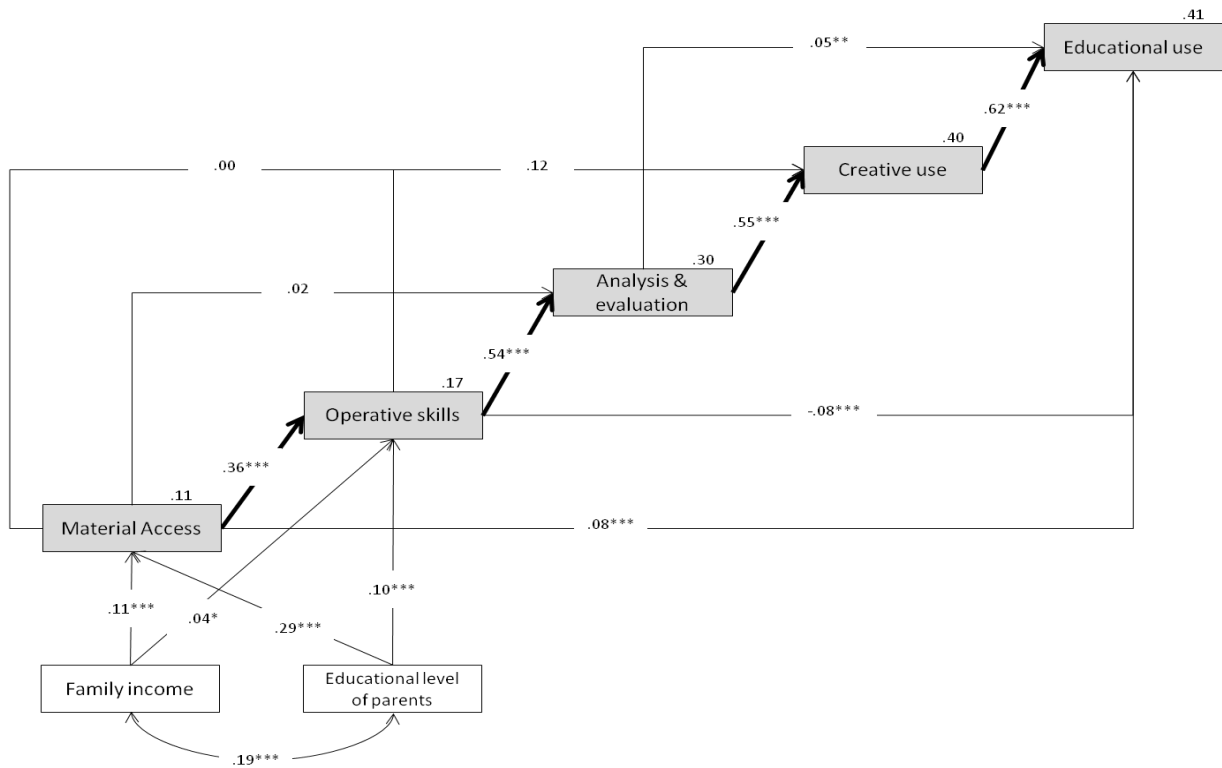 .41
.05**
Educational use
.62***
.40
.00
.12
Creative use
.55***
.30
.02
Analysis &
evaluation
.54***
.17
Operative skills
-.08***
.36***
.11
Material Access
.08***
.11***
.04*
.29***
.10***
Family income
Educational level
of parents
.19***